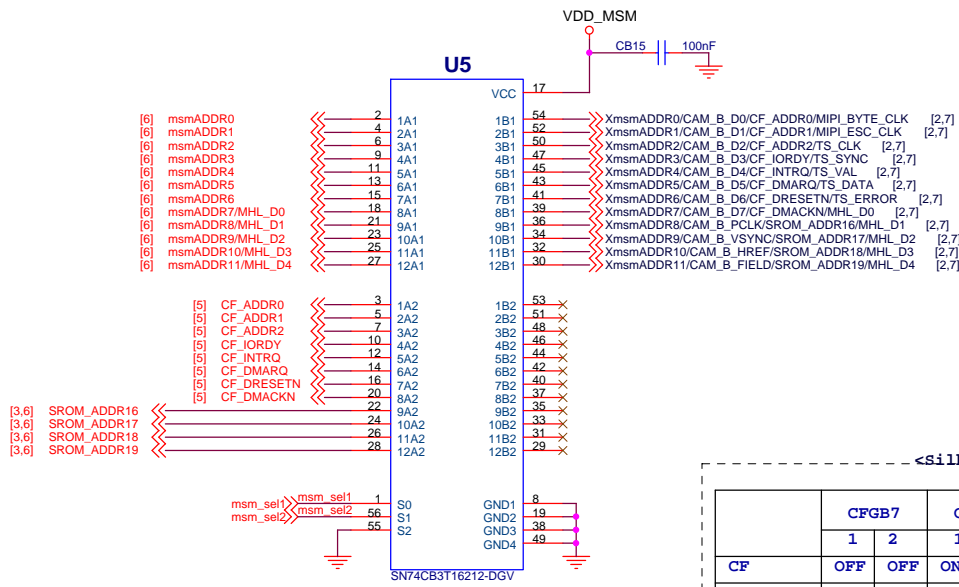 VDD_MSM
CB15 100nF
U5
VCC 17
[6] msmADDR0 2 1A1 1B1 54 XmsmADDR0/CAM_B_D0/CF_ADDR0/MIPI_BYTE_CLK [2,7]
[6] msmADDR1 4 2A1 2B1 52 XmsmADDR1/CAM_B_D1/CF_ADDR1/MIPI_ESC_CLK [2,7]
[6] msmADDR2 6 3A1 3B1 50 XmsmADDR2/CAM_B_D2/CF_ADDR2/TS_CLK [2,7]
[6] msmADDR3 9 4A1 4B1 47 XmsmADDR3/CAM_B_D3/CF_IORDY/TS_SYNC [2,7]
[6] msmADDR4 11 5A1 5B1 45 XmsmADDR4/CAM_B_D4/CF_INTRQ/TS_VAL [2,7]
[6] msmADDR5 13 6A1 6B1 43 XmsmADDR5/CAM_B_D5/CF_DMARQ/TS_DATA [2,7]
[6] msmADDR6 15 7A1 7B1 41 XmsmADDR6/CAM_B_D6/CF_DRESETN/TS_ERROR [2,7]
[6] msmADDR7/MHL_D0 18 8A1 8B1 39 XmsmADDR7/CAM_B_D7/CF_DMACKN/MHL_D0 [2,7]
[6] msmADDR8/MHL_D1 21 9A1 9B1 36 XmsmADDR8/CAM_B_PCLK/SROM_ADDR16/MHL_D1 [2,7]
[6] msmADDR9/MHL_D2 23 10A1 10B1 34 XmsmADDR9/CAM_B_VSYNC/SROM_ADDR17/MHL_D2 [2,7]
[6] msmADDR10/MHL_D3 25 11A1 11B1 32 XmsmADDR10/CAM_B_HREF/SROM_ADDR18/MHL_D3 [2,7]
[6] msmADDR11/MHL_D4 27 12A1 12B1 30 XmsmADDR11/CAM_B_FIELD/SROM_ADDR19/MHL_D4 [2,7]
[5] CF_ADDR0 3 1A2 1B2 53
[5] CF_ADDR1 5 2A2 2B2 51
[5] CF_ADDR2 7 3A2 3B2 48
[5] CF_IORDY 10 4A2 4B2 46
[5] CF_INTRQ 12 5A2 5B2 44
[5] CF_DMARQ 14 6A2 6B2 42
[5] CF_DRESETN 16 7A2 7B2 40
[5] CF_DMACKN 20 8A2 8B2 37
[3,6] SROM_ADDR16 22 9A2 9B2 35
[3,6] SROM_ADDR17 24 10A2 10B2 33
[3,6] SROM_ADDR18 26 11A2 11B2 31
[3,6] SROM_ADDR19 28 12A2 12B2 29
msm_sel1 msm_sel1 1 S0 GND1 8
msm_sel2 msm_sel2 56 S1 GND2 19
55 S2 GND3 38
GND4 49
SN74CB3T16212-DGV
CFGB7
1 2 1
CF OFF OFF ON